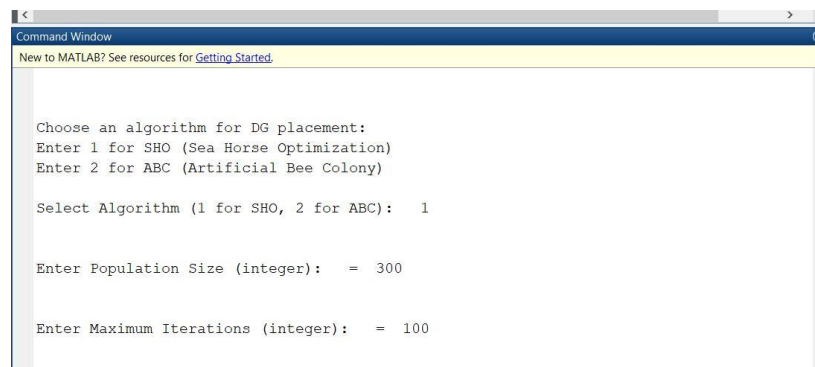 Command Window
New to MATLAB? See resources for Getting Started.
Choose an algorithm for DG placement:
Enter 1 for SHO (Sea Horse Optimization)
Enter 2 for ABC (Artificial Bee Colony)
Select Algorithm (1 for SHO, 2 for ABC):   1
Enter Population Size (integer):   =  300
Enter Maximum Iterations (integer):   =  100